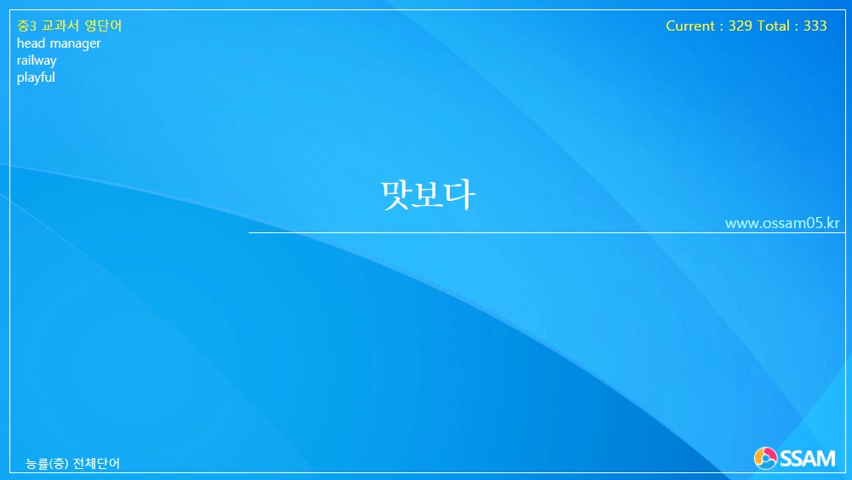 중3 교과서 영단어
Current : 329 Total : 333
head manager
railway
playful
맛보다
www.ossam05.kr
능률(중) 전체단어
SSAM